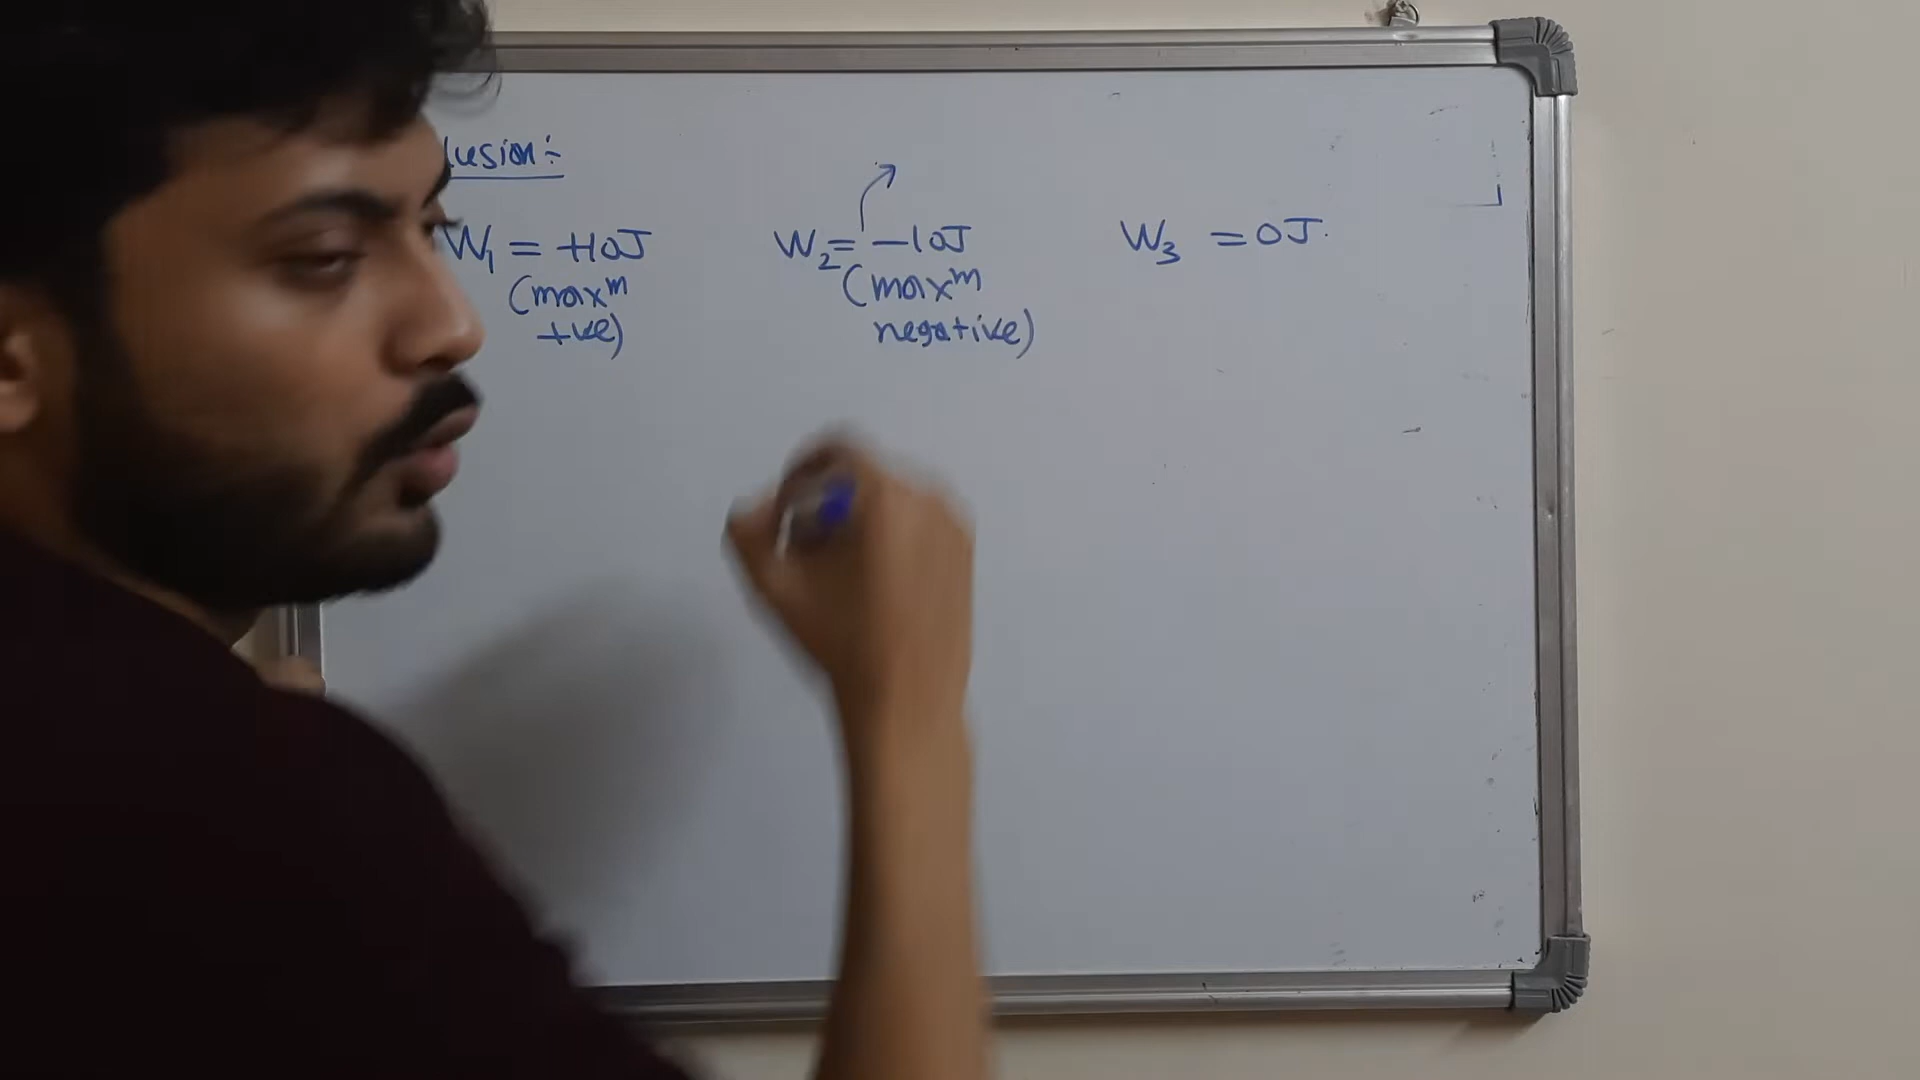 lusion:-
W₁ = +10J
(maxᵐ
+ve)
W₂ = -10J
(maxᵐ
negative)
W₃ = 0J.